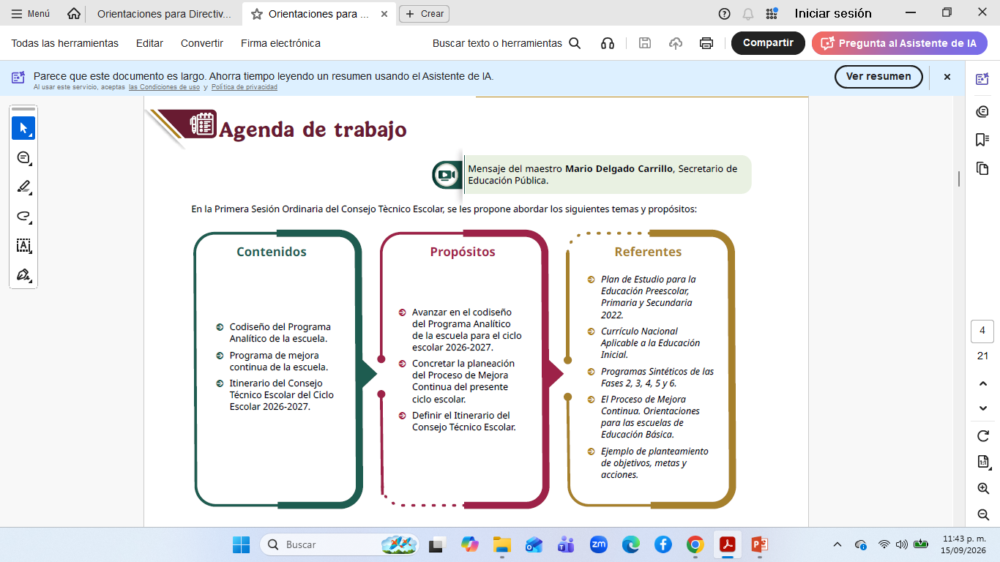 Menú
Orientaciones para Directiv...
Orientaciones para ...
Crear
Iniciar sesión
Todas las herramientas
Editar
Convertir
Firma electrónica
Buscar texto o herramientas
Compartir
Pregunta al Asistente de IA
Parece que este documento es largo. Ahorra tiempo leyendo un resumen usando el Asistente de IA.
Al usar este servicio, aceptas las Condiciones de uso y Política de privacidad
Ver resumen
Agenda de trabajo
Mensaje del maestro Mario Delgado Carrillo, Secretario de
Educación Pública.
En la Primera Sesión Ordinaria del Consejo Tècnico Escolar, se les propone abordar los siguientes temas y propósitos:
Contenidos
Codiseño del Programa
Analítico de la escuela.
Programa de mejora
continua de la escuela.
Itinerario del Consejo
Técnico Escolar del Ciclo
Escolar 2026-2027.
Propósitos
Avanzar en el codiseño
del Programa Analítico
de la escuela para el ciclo
escolar 2026-2027.
Concretar la planeación
del Proceso de Mejora
Continua del presente
ciclo escolar.
Definir el Itinerario del
Consejo Técnico Escolar.
Referentes
Plan de Estudio para la
Educación Preescolar,
Primaria y Secundaria
2022.
Currículo Nacional
Aplicable a la Educación
Inicial.
Programas Sintéticos de las
Fases 2, 3, 4, 5 y 6.
El Proceso de Mejora
Continua. Orientaciones
para las escuelas de
Educación Básica.
Ejemplo de planteamiento
de objetivos, metas y
acciones.
4
21
1:1
Buscar
zm
11:43 p. m.
15/09/2026